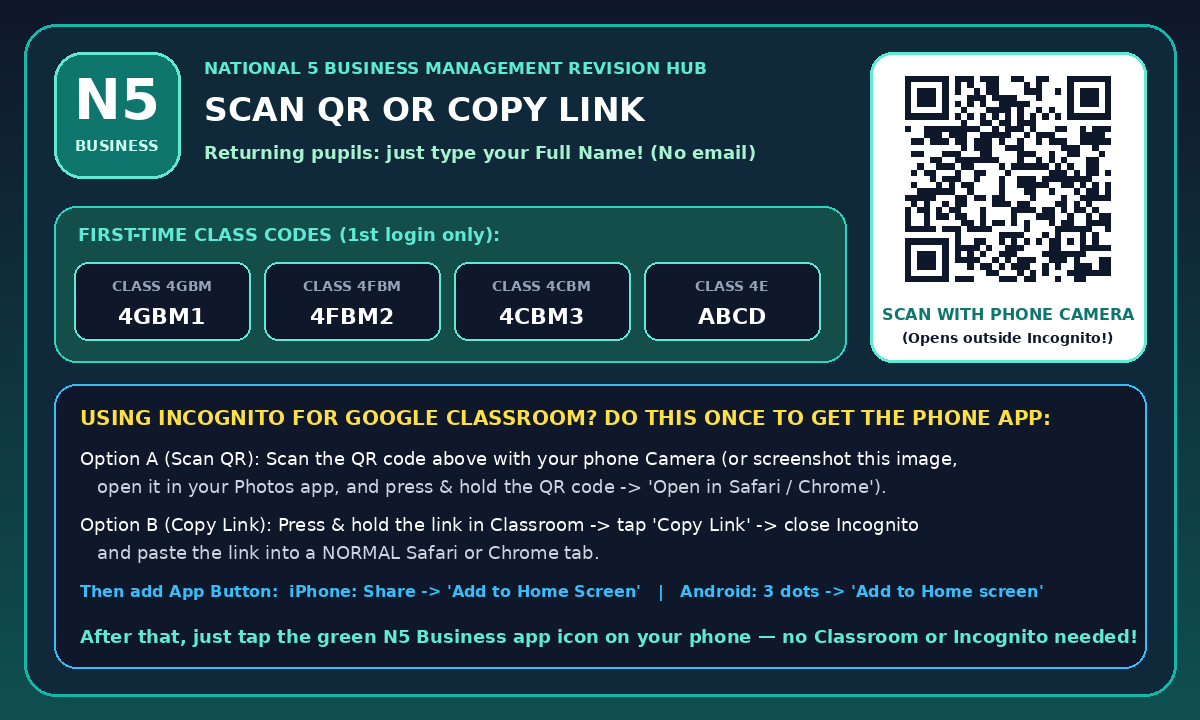 N5
BUSINESS
NATIONAL 5 BUSINESS MANAGEMENT REVISION HUB
SCAN QR OR COPY LINK
Returning pupils: just type your Full Name! (No email)
FIRST-TIME CLASS CODES (1st login only):
CLASS 4GBM
4GBM1
CLASS 4FBM
4FBM2
CLASS 4CBM
4CBM3
CLASS 4E
ABCD
SCAN WITH PHONE CAMERA
(Opens outside Incognito!)
USING INCOGNITO FOR GOOGLE CLASSROOM? DO THIS ONCE TO GET THE PHONE APP:
Option A (Scan QR): Scan the QR code above with your phone Camera (or screenshot this image,
open it in your Photos app, and press & hold the QR code -> 'Open in Safari / Chrome').
Option B (Copy Link): Press & hold the link in Classroom -> tap 'Copy Link' -> close Incognito
and paste the link into a NORMAL Safari or Chrome tab.
Then add App Button: iPhone: Share -> 'Add to Home Screen' | Android: 3 dots -> 'Add to Home screen'
After that, just tap the green N5 Business app icon on your phone — no Classroom or Incognito needed!